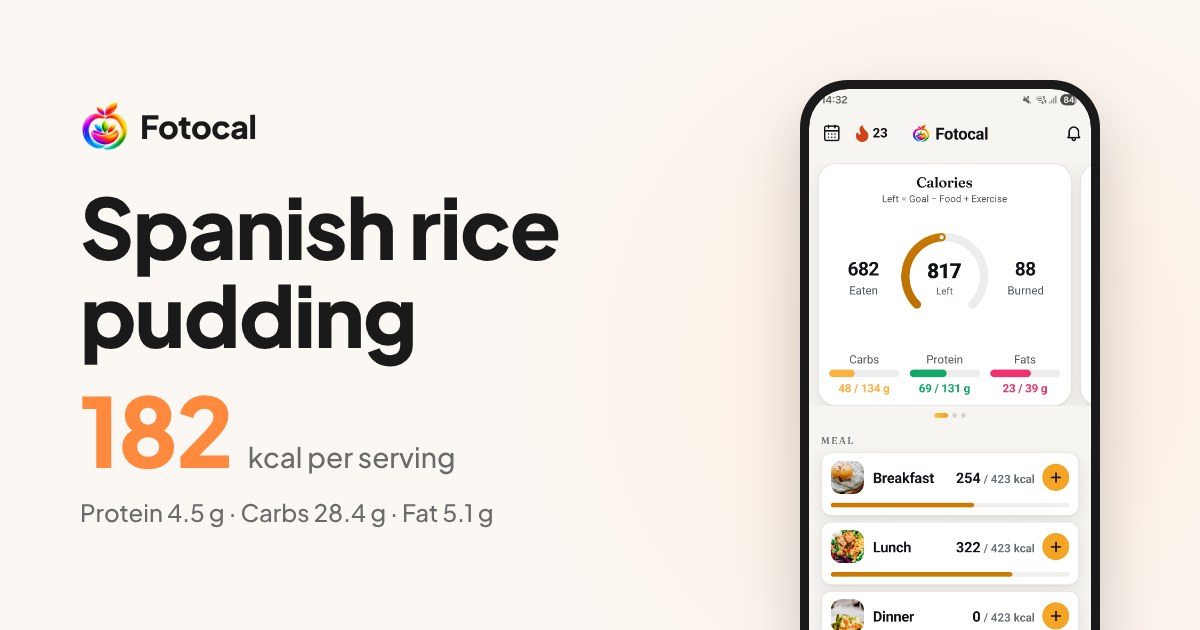 Fotocal
Spanish rice
pudding
182 kcal per serving
Protein 4.5 g · Carbs 28.4 g · Fat 5.1 g
14:32
84
23
Fotocal
Calories
Left = Goal - Food + Exercise
682
Eaten
817
Left
88
Burned
Carbs
48 / 134 g
Protein
69 / 131 g
Fats
23 / 39 g
MEAL
Breakfast 254 / 423 kcal +
Lunch 322 / 423 kcal +
Dinner 0 / 423 kcal +